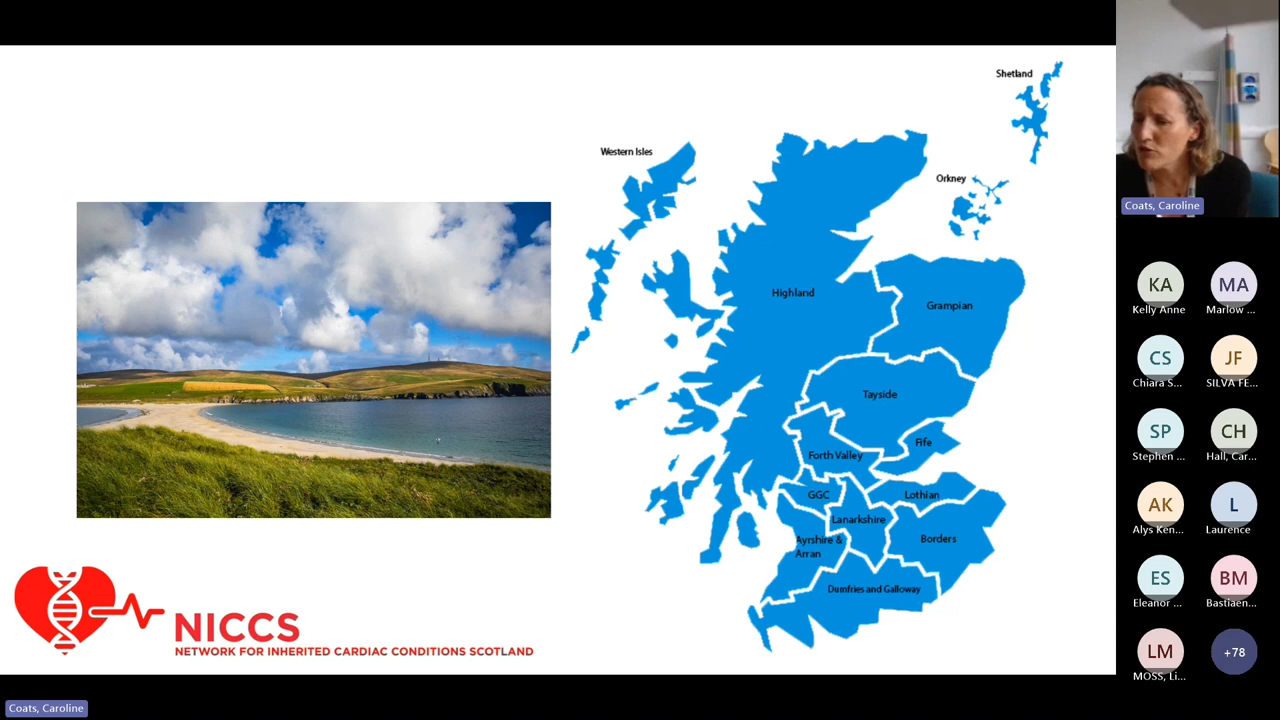 Shetland
Western Isles
Orkney
Highland
Grampian
Tayside
Fife
Forth Valley
GGC
Lothian
Lanarkshire
Ayrshire &
Arran
Borders
Dumfries and Galloway
NICCS
NETWORK FOR INHERITED CARDIAC CONDITIONS SCOTLAND
Coats, Caroline
Coats, Caroline
KA
Kelly Anne
MA
Marlow ...
CS
Chiara S...
JF
SILVA FE...
SP
Stephen ...
CH
Hall, Car...
AK
Alys Ken...
L
Laurence
ES
Eleanor ...
BM
Bastiaen...
LM
MOSS, Li...
+78